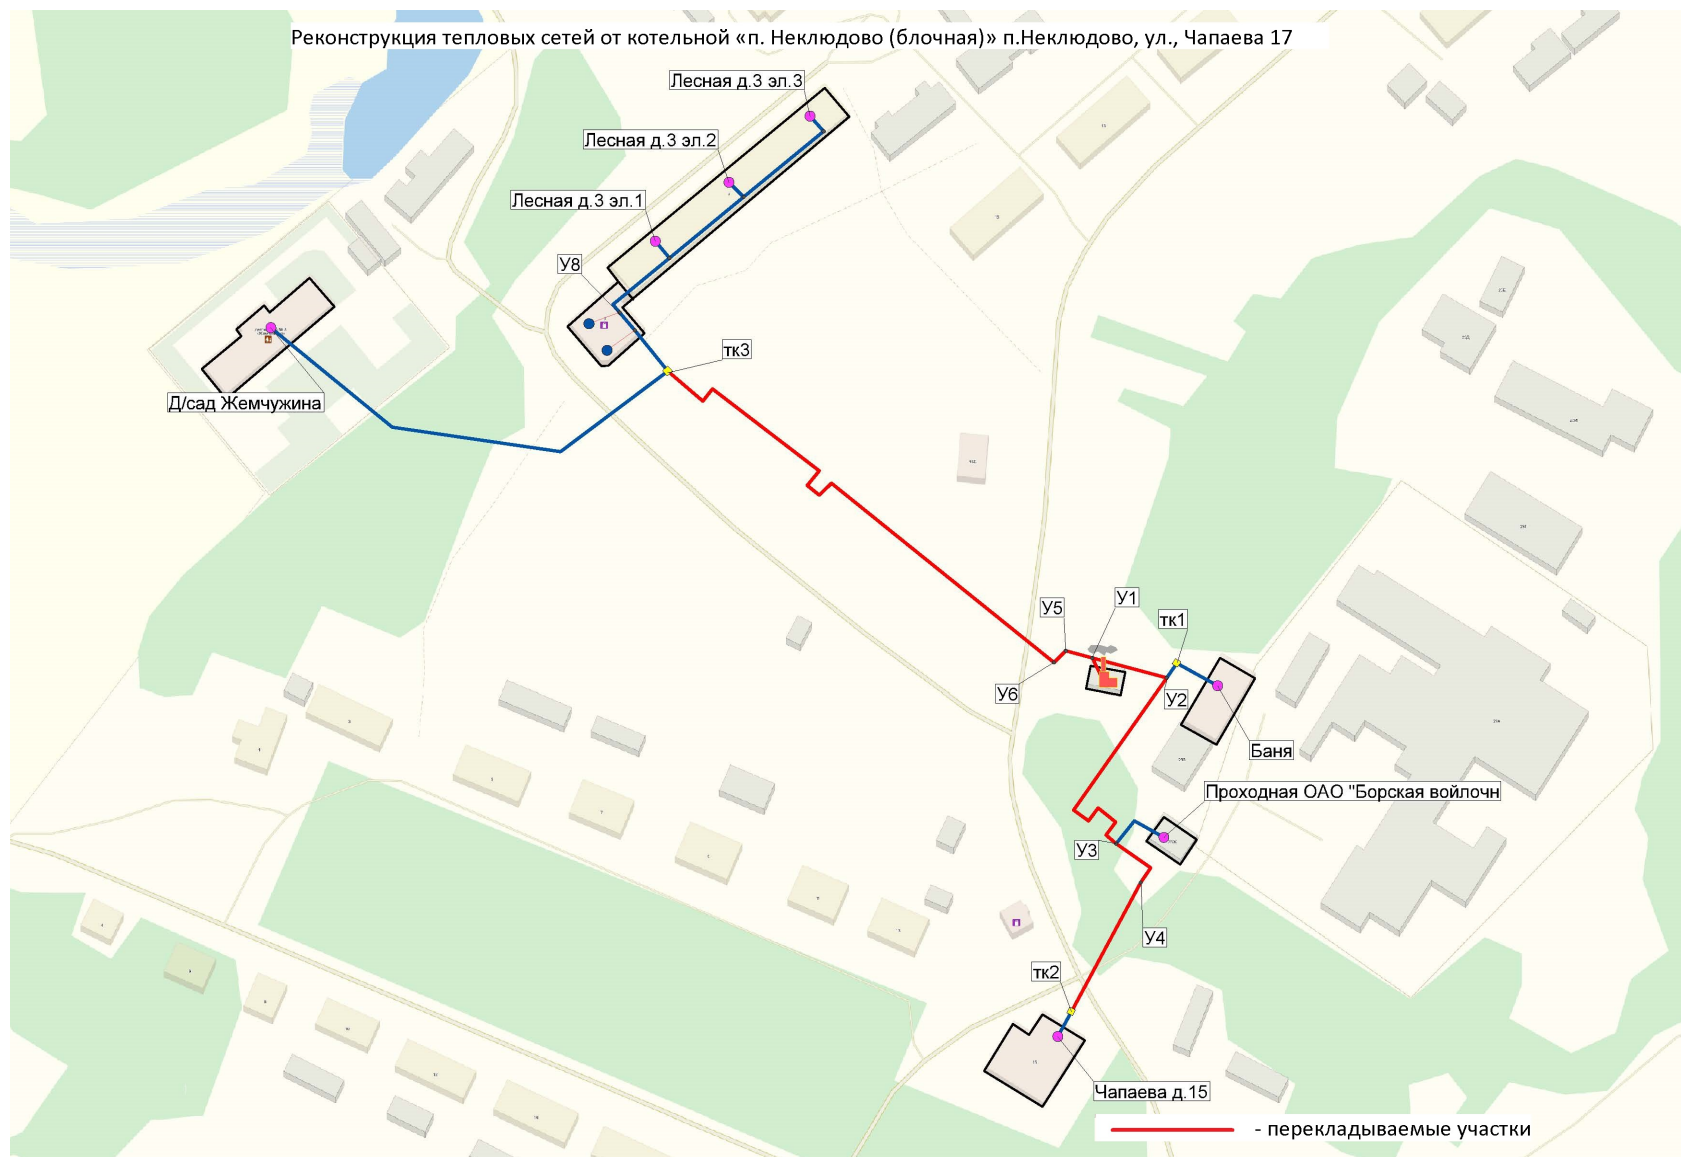 Реконструкция тепловых сетей от котельной «п. Неклюдово (блочная)» п.Неклюдово, ул., Чапаева 17
Лесная д.3 эл.3
Лесная д.3 эл.2
Лесная д.3 эл.1
У8
тк3
Д/сад Жемчужина
У1
У5
тк1
У6
У2
Баня
Проходная ОАО "Борская войлочн
У3
У4
тк2
Чапаева д.15
- перекладываемые участки